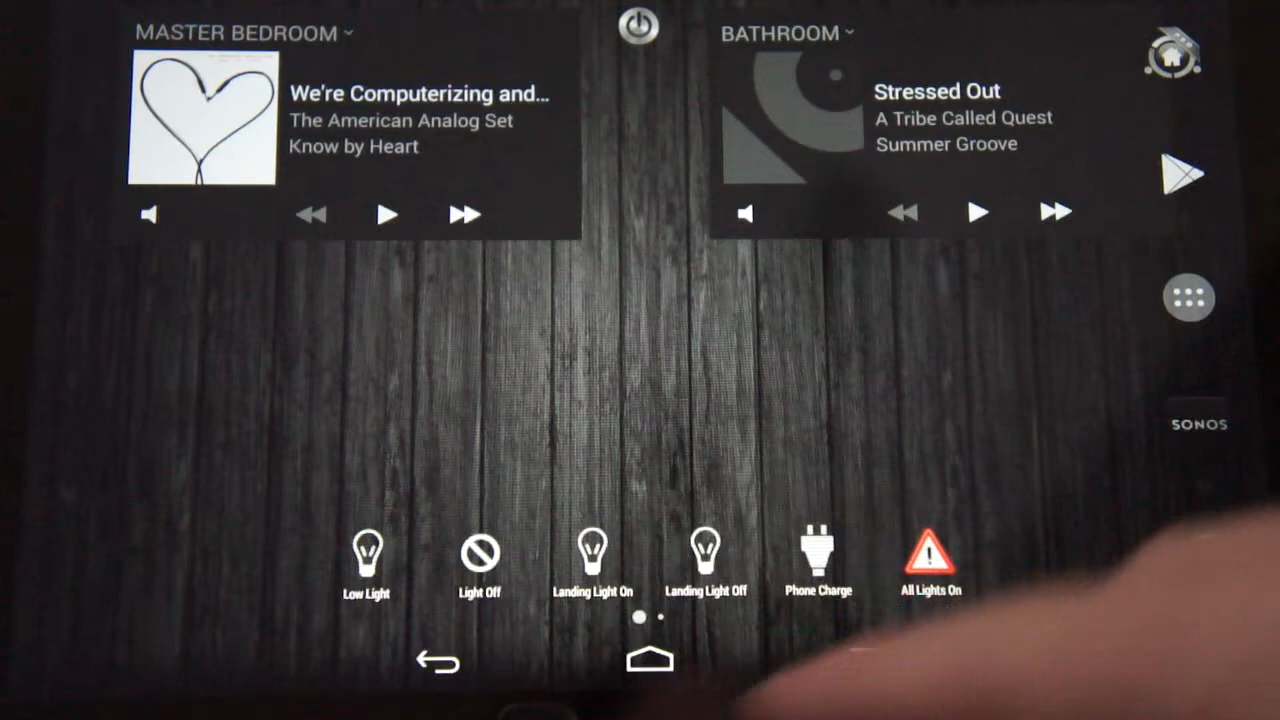 MASTER BEDROOM
We're Computerizing and...
The American Analog Set
Know by Heart
BATHROOM
Stressed Out
A Tribe Called Quest
Summer Groove
SONOS
Low Light
Light Off
Landing Light On
Landing Light Off
Phone Charge
All Lights On